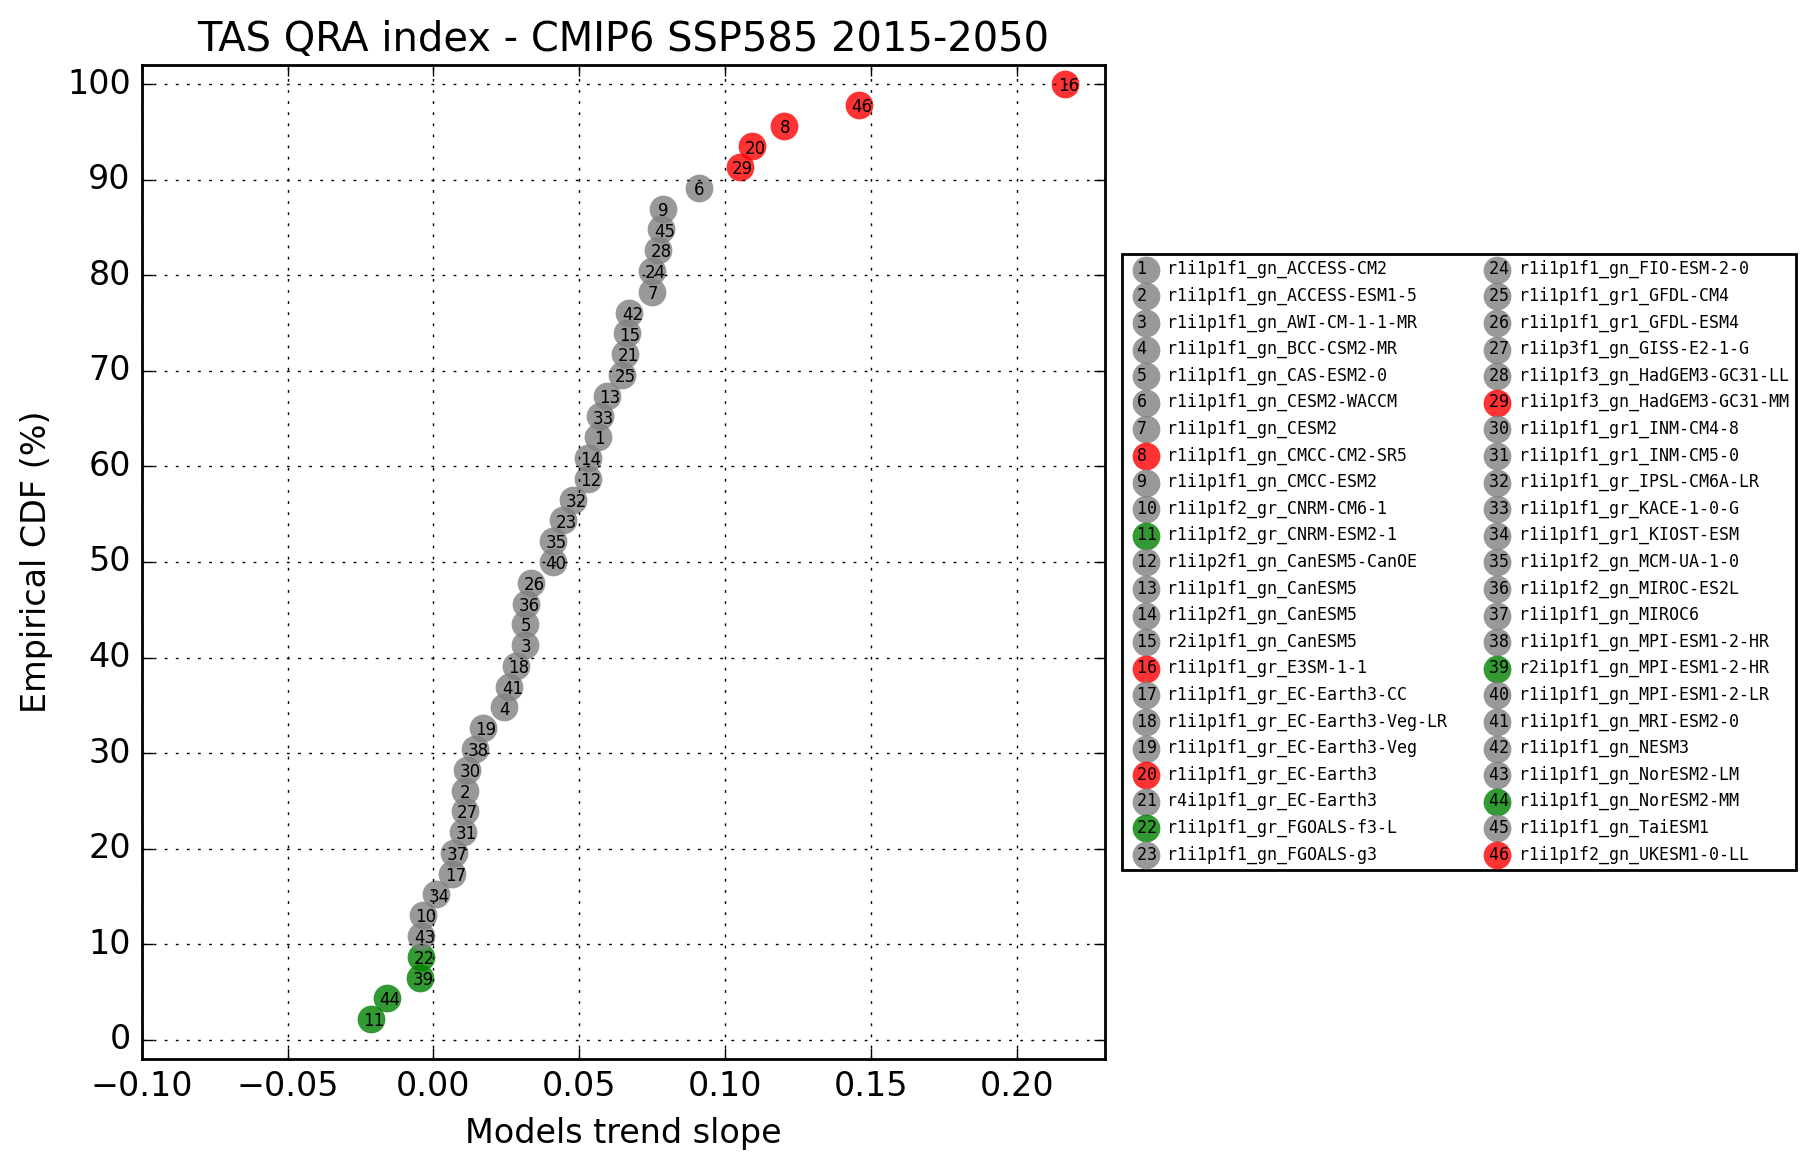 TAS QRA index - CMIP6 SSP585 2015-2050
100
90
80
70
60
50
40
30
20
10
0
Empirical CDF (%)
16
46
8
20
29
6
9
45
28
24
7
42
15
21
25
13
33
1
14
12
32
23
35
40
26
36
5
3
18
41
4
19
38
30
2
27
31
37
17
34
10
43
22
39
44
11
−0.10 −0.05 0.00 0.05 0.10 0.15 0.20
Models trend slope
1 r1i1p1f1_gn_ACCESS-CM2
2 r1i1p1f1_gn_ACCESS-ESM1-5
3 r1i1p1f1_gn_AWI-CM-1-1-MR
4 r1i1p1f1_gn_BCC-CSM2-MR
5 r1i1p1f1_gn_CAS-ESM2-0
6 r1i1p1f1_gn_CESM2-WACCM
7 r1i1p1f1_gn_CESM2
8 r1i1p1f1_gn_CMCC-CM2-SR5
9 r1i1p1f1_gn_CMCC-ESM2
10 r1i1p1f2_gr_CNRM-CM6-1
11 r1i1p1f2_gr_CNRM-ESM2-1
12 r1i1p2f1_gn_CanESM5-CanOE
13 r1i1p1f1_gn_CanESM5
14 r1i1p2f1_gn_CanESM5
15 r2i1p1f1_gn_CanESM5
16 r1i1p1f1_gr_E3SM-1-1
17 r1i1p1f1_gr_EC-Earth3-CC
18 r1i1p1f1_gr_EC-Earth3-Veg-LR
19 r1i1p1f1_gr_EC-Earth3-Veg
20 r1i1p1f1_gr_EC-Earth3
21 r4i1p1f1_gr_EC-Earth3
22 r1i1p1f1_gr_FGOALS-f3-L
23 r1i1p1f1_gn_FGOALS-g3
24 r1i1p1f1_gn_FIO-ESM-2-0
25 r1i1p1f1_gr1_GFDL-CM4
26 r1i1p1f1_gr1_GFDL-ESM4
27 r1i1p3f1_gn_GISS-E2-1-G
28 r1i1p1f3_gn_HadGEM3-GC31-LL
29 r1i1p1f3_gn_HadGEM3-GC31-MM
30 r1i1p1f1_gr1_INM-CM4-8
31 r1i1p1f1_gr1_INM-CM5-0
32 r1i1p1f1_gr_IPSL-CM6A-LR
33 r1i1p1f1_gr_KACE-1-0-G
34 r1i1p1f1_gr1_KIOST-ESM
35 r1i1p1f2_gn_MCM-UA-1-0
36 r1i1p1f2_gn_MIROC-ES2L
37 r1i1p1f1_gn_MIROC6
38 r1i1p1f1_gn_MPI-ESM1-2-HR
39 r2i1p1f1_gn_MPI-ESM1-2-HR
40 r1i1p1f1_gn_MPI-ESM1-2-LR
41 r1i1p1f1_gn_MRI-ESM2-0
42 r1i1p1f1_gn_NESM3
43 r1i1p1f1_gn_NorESM2-LM
44 r1i1p1f1_gn_NorESM2-MM
45 r1i1p1f1_gn_TaiESM1
46 r1i1p1f2_gn_UKESM1-0-LL